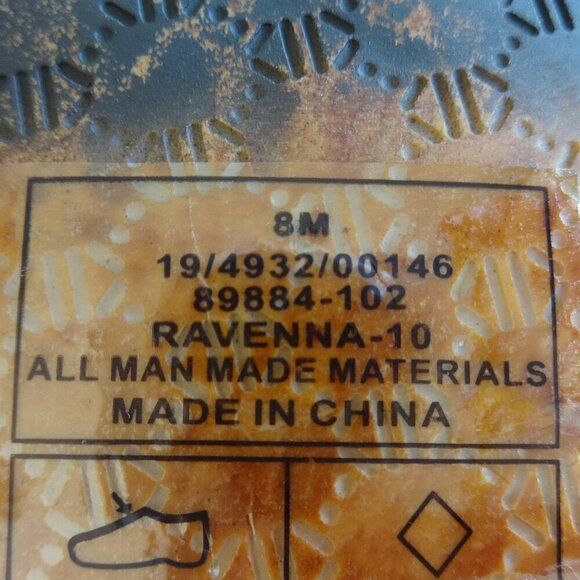 8M
19/4932/00146
89884-102
RAVENNA-10
ALL MAN MADE MATERIALS
MADE IN CHINA